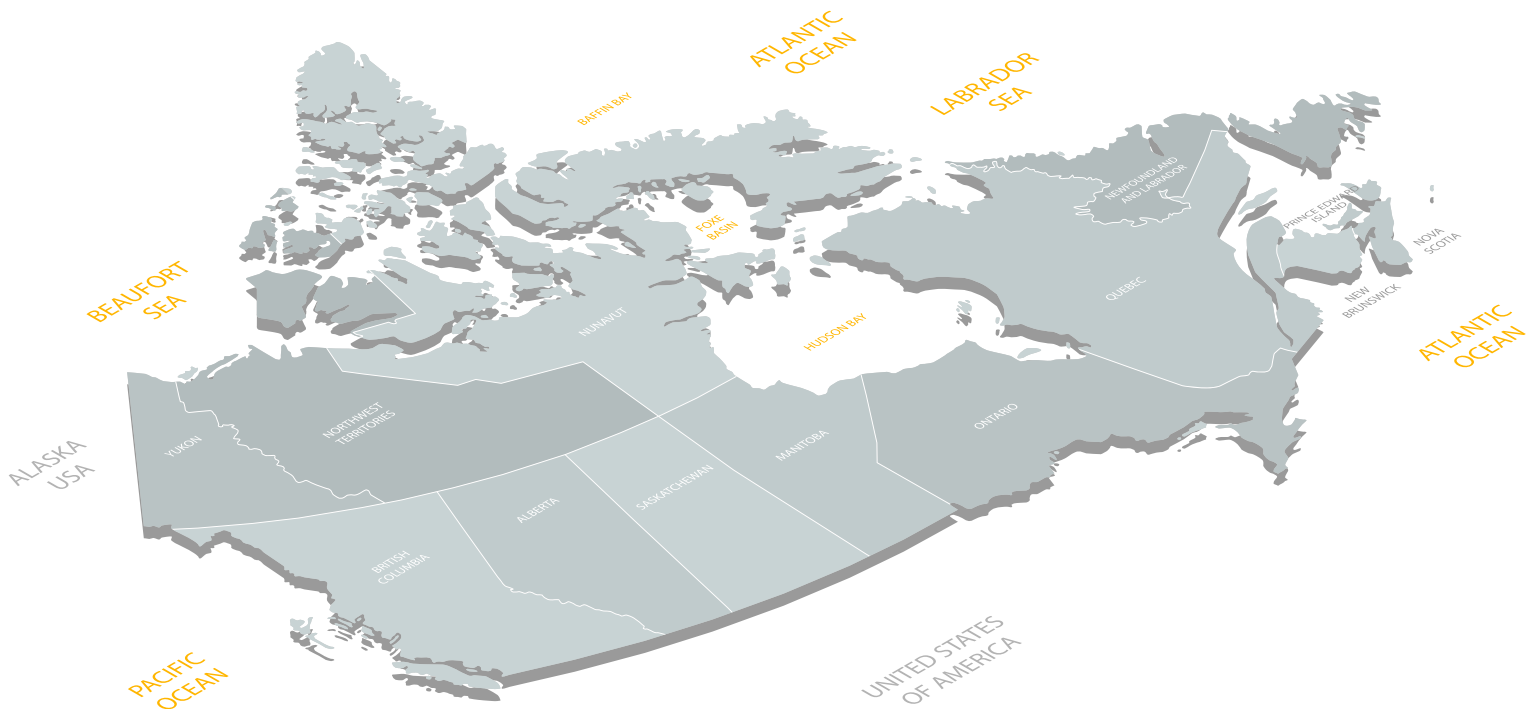 ATLANTIC
OCEAN
LABRADOR
SEA
BAFFIN BAY
NEWFOUNDLAND
AND LABRADOR
FOXE
BASIN
PRINCE EDWARD
ISLAND
NOVA
SCOTIA
BEAUFORT
SEA
QUEBEC
NEW
BRUNSWICK
NUNAVUT
HUDSON BAY
ATLANTIC
OCEAN
NORTHWEST
TERRITORIES
ONTARIO
YUKON
MANITOBA
ALASKA
USA
SASKATCHEWAN
ALBERTA
BRITISH
COLUMBIA
PACIFIC
OCEAN
UNITED STATES
OF AMERICA